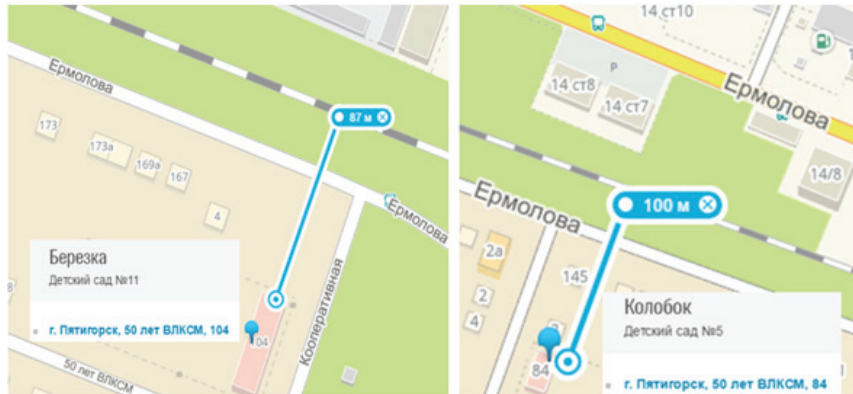 Ермолова
173
173а
169а
167
4
87 м
Ермолова
Березка
Детский сад №11
г. Пятигорск, 50 лет ВЛКСМ, 104
04
50 лет ВЛКСМ
Кооперативная
14 ст10
P
14 ст8
14 ст7
Ермолова
14/8
Ермолова
100 м
2а
145
2
4
84
Колобок
Детский сад №5
г. Пятигорск, 50 лет ВЛКСМ, 84